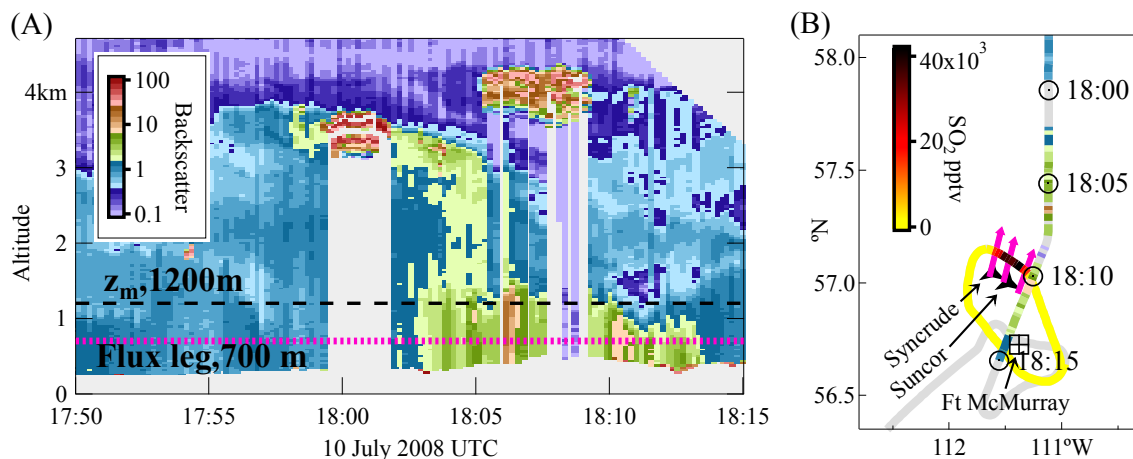 (A)
100
10
1
0.1
Backscatter
4km
3
2
1
0
Altitude
z_m,1200m
Flux leg,700 m
17:50
17:55
18:00
18:05
18:10
18:15
10 July 2008 UTC
(B)
58.0
57.5
57.0
56.5
ºN
40x10³
20
0
SO₂ pptv
18:00
18:05
18:10
18:15
Syncrude
Suncor
Ft McMurray
112
111ºW